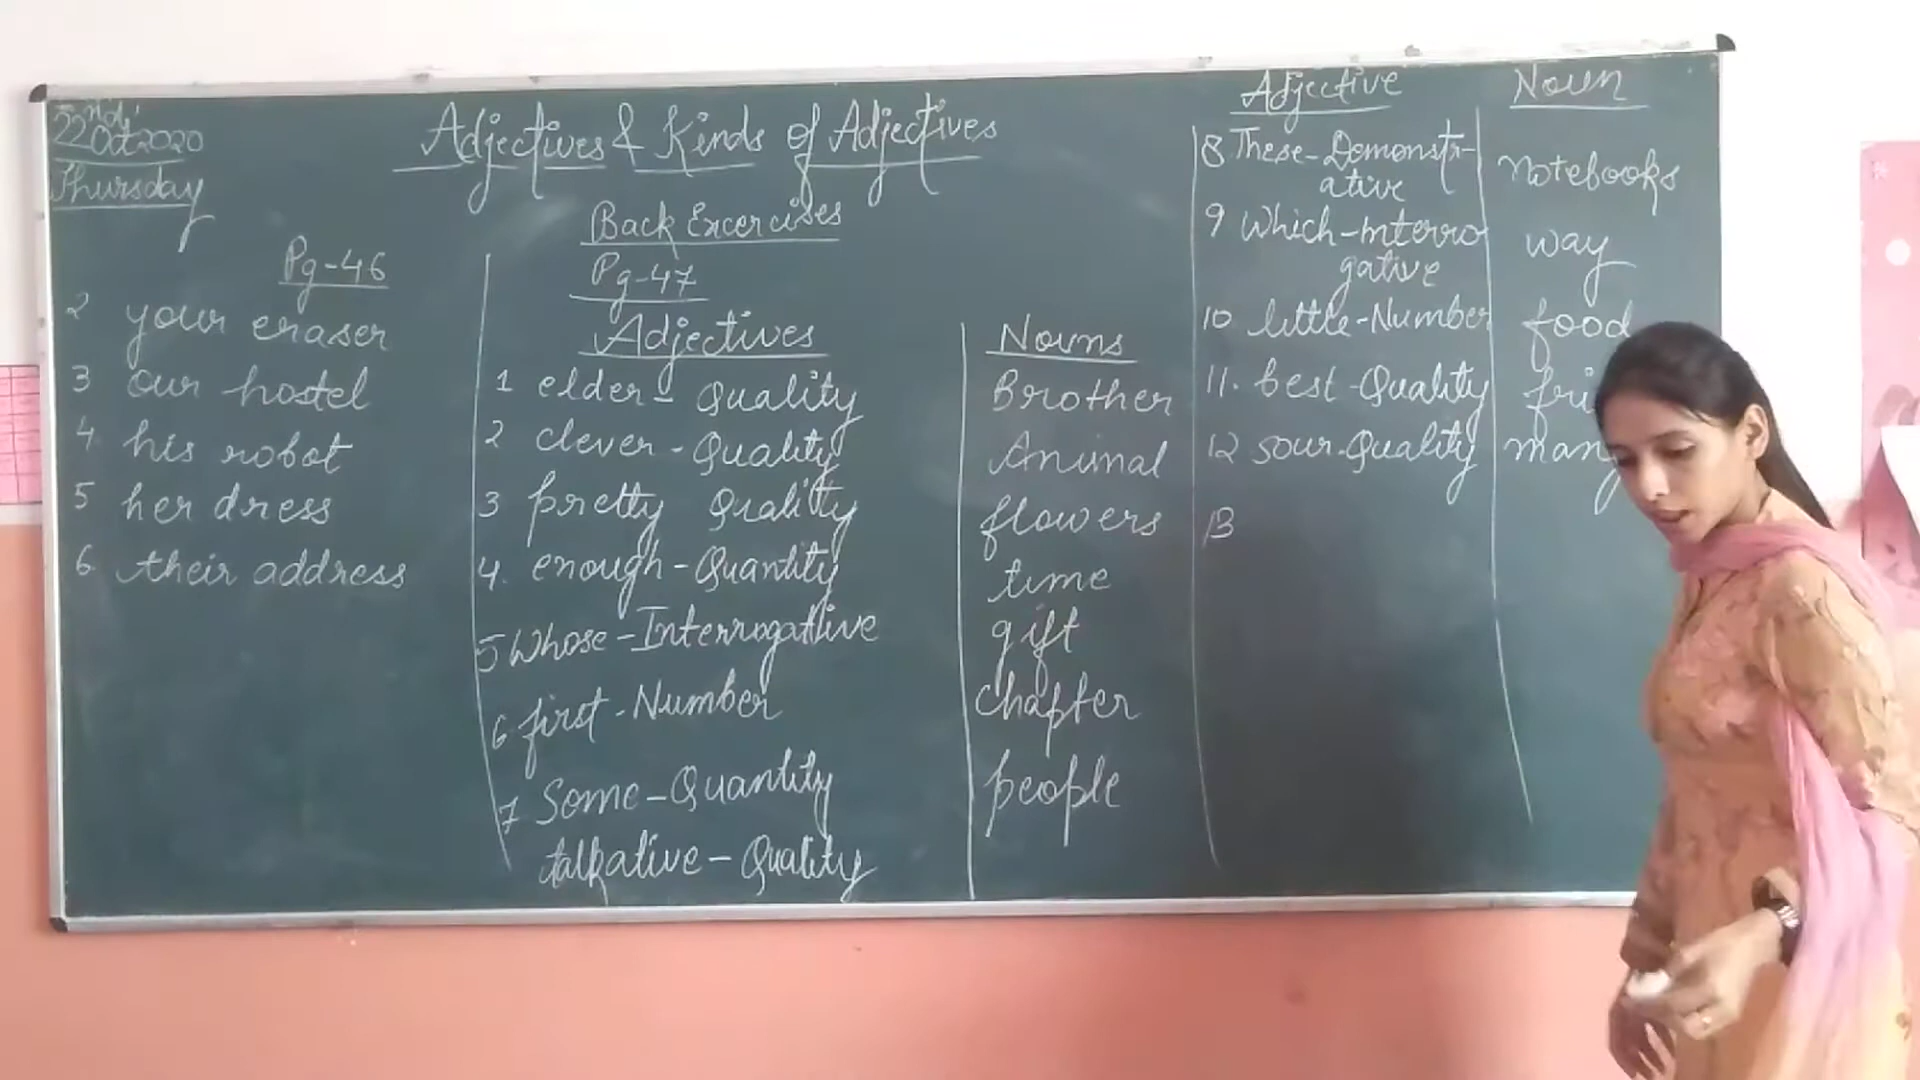 22nd Oct 2020
Thursday
Adjectives & Kinds of Adjectives
Back Excercises
Pg-46
2 your eraser
3 our hostel
4. his robot
5 her dress
6. their address
Pg-47
Adjectives Nouns
1 elder - Quality Brother
2 clever - Quality Animal
3 pretty Quality flowers
4. enough - Quantity time
5 Whose - Interrogative gift
6. first - Number chapter
7 Some - Quantity people
talkative - Quality
Adjective Noun
8 These - Demonstr-
ative notebooks
9 Which - Interro
gative way
10 little - Number food
11. best - Quality
12 sour - Quality
13